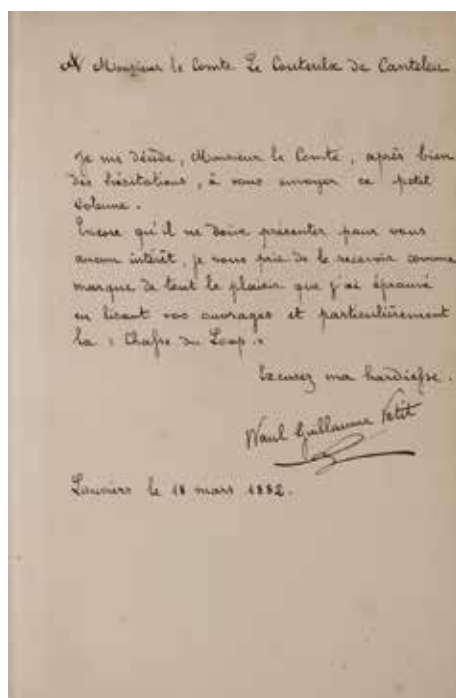 A Monsieur le Comte Le Couteulx de Canteleu
Je me décide, Monsieur le Comte, après bien
des hésitations, à vous envoyer ce petit
volume.
Encore qu'il ne doive présenter pour vous
aucun intérêt, je vous prie de le recevoir comme
marque de tout le plaisir que j'ai éprouvé
en lisant vos ouvrages et particulièrement
la « Chasse du Loup. »
Excusez ma hardiesse.
Paul Guillaume Petit
Louviers le 18 mars 1882.